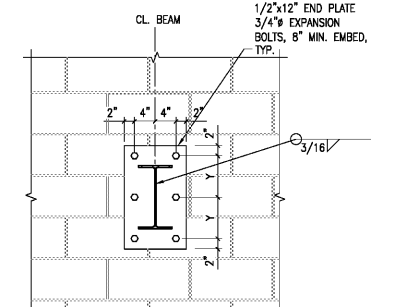 CL. BEAM
1/2"x12" END PLATE
3/4"ø EXPANSION
BOLTS, 8" MIN. EMBED,
TYP.
2" 4" 4" 2"
2"
3/16
Y
Y
2"